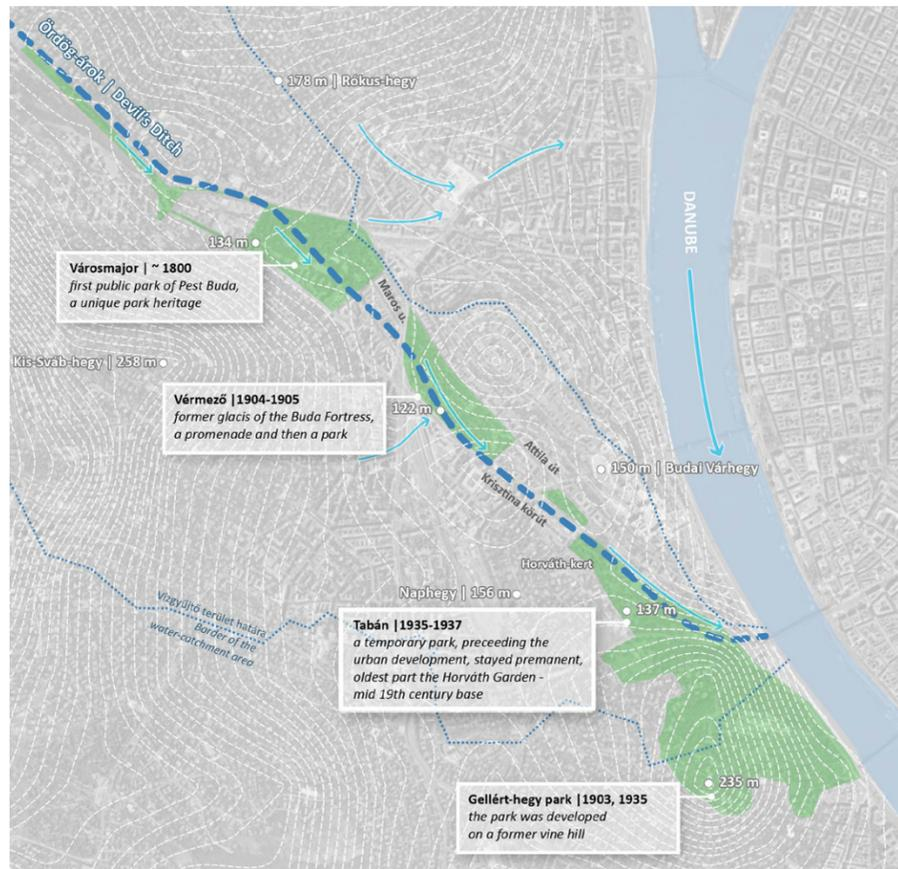 Ördög-árok | Devil's Ditch
178 m | Rókus-hegy
DANUBE
134 m
Városmajor | ~ 1800
first public park of Pest Buda,
a unique park heritage
Maros u.
Kis-Sváb-hegy | 258 m
Vérmező |1904-1905
former glacis of the Buda Fortress,
a promenade and then a park
122 m
Attila út
150 m | Budai Várhegy
Krisztina körút
Horváth-kert
Naphegy | 156 m
137 m
Vízgyűjtő terület határa
Border of the
water-catchment area
Tabán |1935-1937
a temporary park, preceeding the
urban development, stayed premanent,
oldest part the Horváth Garden -
mid 19th century base
235 m
Gellért-hegy park |1903, 1935
the park was developed
on a former vine hill